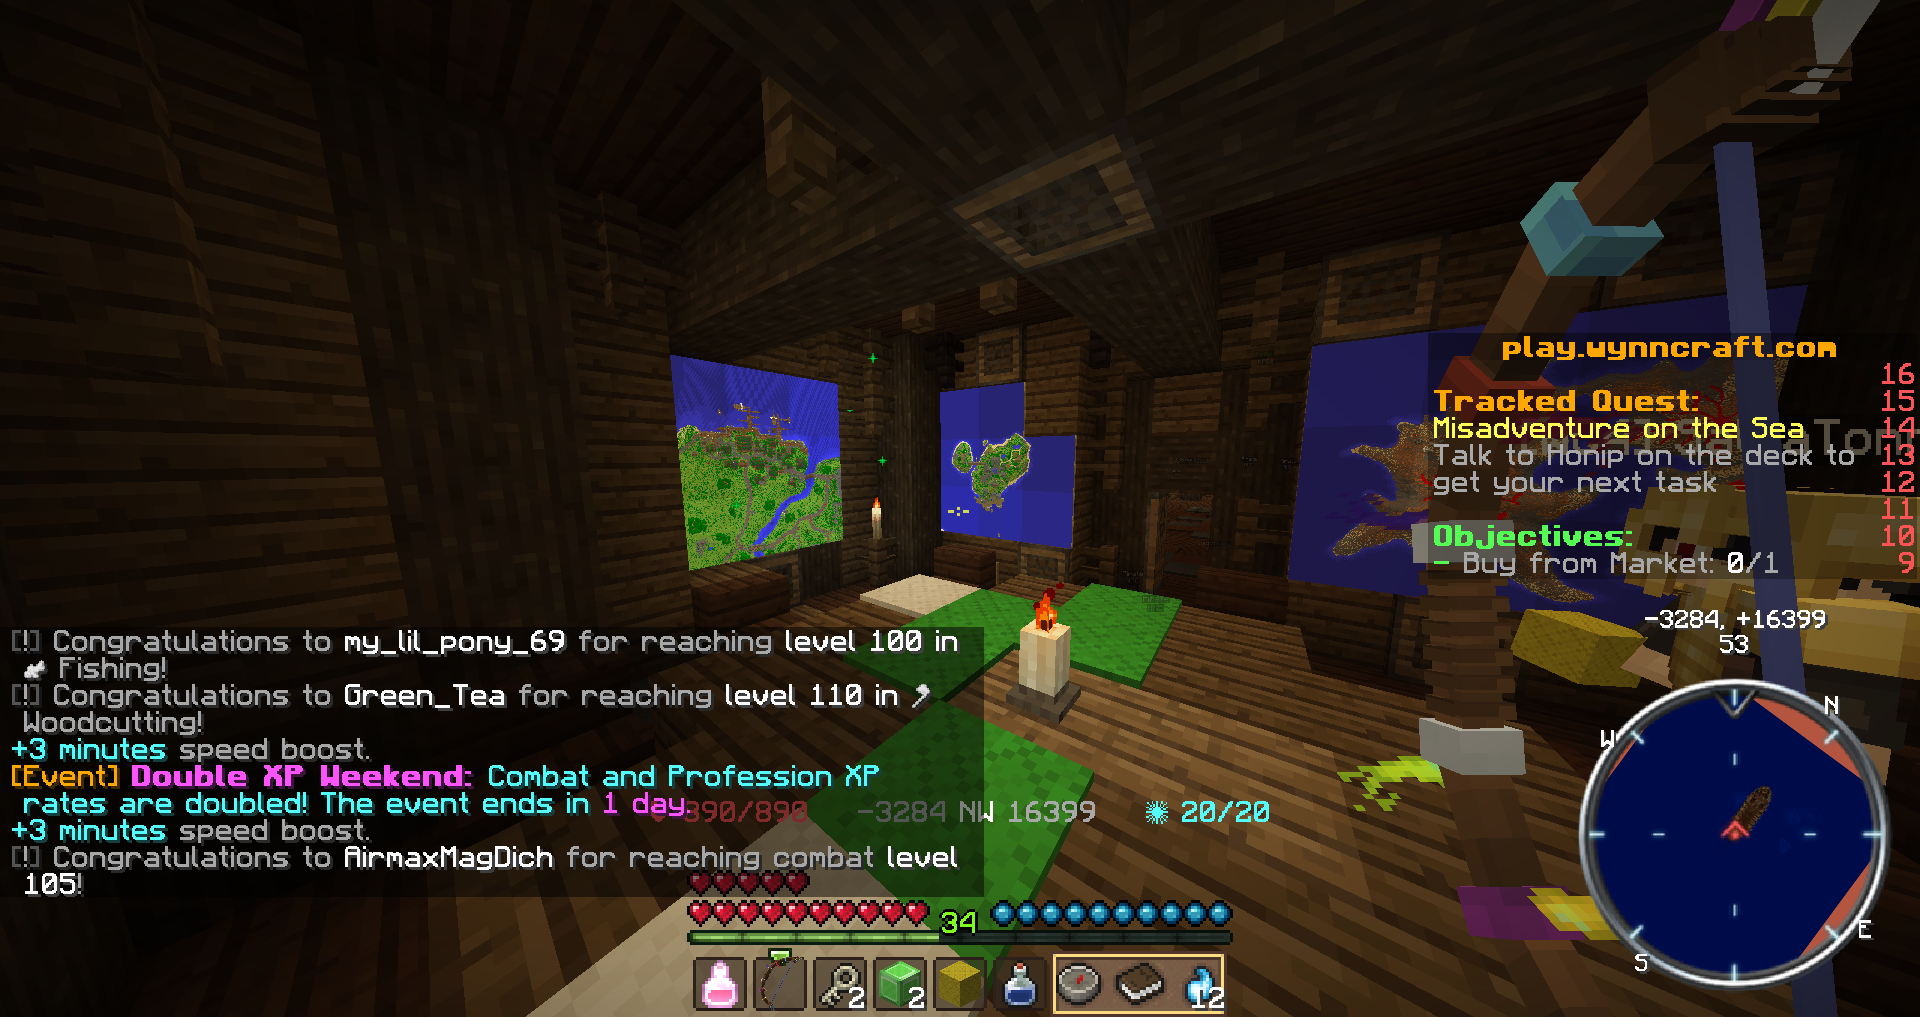 play.wynncraft.com
16
Tracked Quest:
15
Misadventure on the Sea
14
Talk to Honip on the deck to
13
get your next task
12
11
Objectives:
10
- Buy from Market: 0/1
9
-3284, +16399
53
N
W
E
S
[!] Congratulations to my_lil_pony_69 for reaching level 100 in
Fishing!
[!] Congratulations to Green_Tea for reaching level 110 in
Woodcutting!
+3 minutes speed boost.
[Event] Double XP Weekend: Combat and Profession XP
rates are doubled! The event ends in 1 day.
+3 minutes speed boost.
[!] Congratulations to AirmaxMagDich for reaching combat level
105!
890/890
-3284 NW 16399
20/20
34
2
2
12